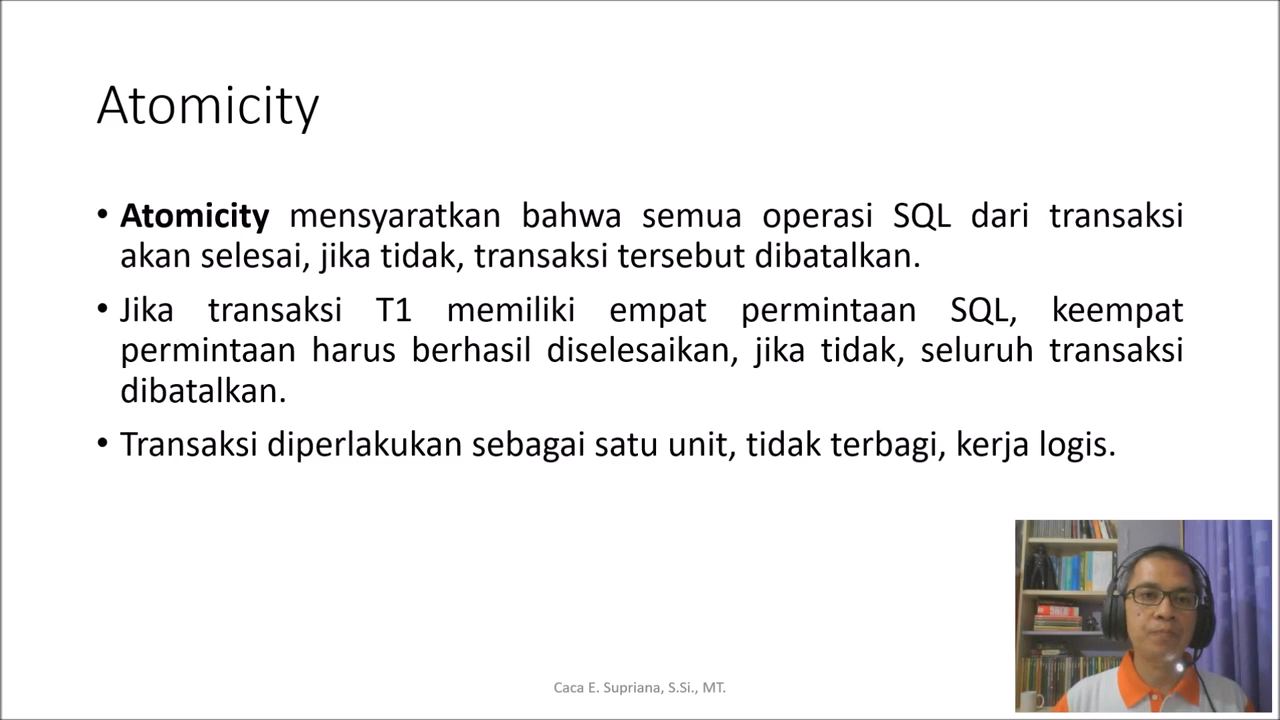 Atomicity
• Atomicity mensyaratkan bahwa semua operasi SQL dari transaksi
akan selesai, jika tidak, transaksi tersebut dibatalkan.
• Jika transaksi T1 memiliki empat permintaan SQL, keempat
permintaan harus berhasil diselesaikan, jika tidak, seluruh transaksi
dibatalkan.
• Transaksi diperlakukan sebagai satu unit, tidak terbagi, kerja logis.
Caca E. Supriana, S.Si., MT.